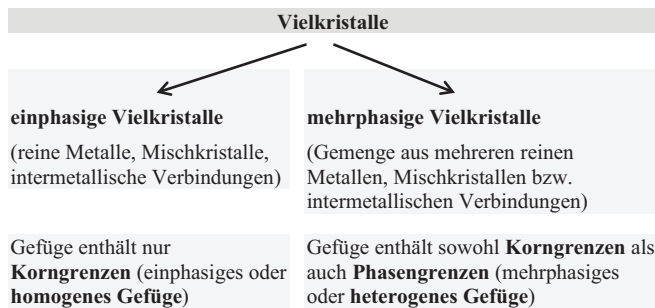 Vielkristalle
einphasige Vielkristalle
(reine Metalle, Mischkristalle,
intermetallische Verbindungen)
Gefüge enthält nur
Korngrenzen (einphasiges oder
homogenes Gefüge)
mehrphasige Vielkristalle
(Gemenge aus mehreren reinen
Metallen, Mischkristallen bzw.
intermetallischen Verbindungen)
Gefüge enthält sowohl Korngrenzen als
auch Phasengrenzen (mehrphasiges
oder heterogenes Gefüge)